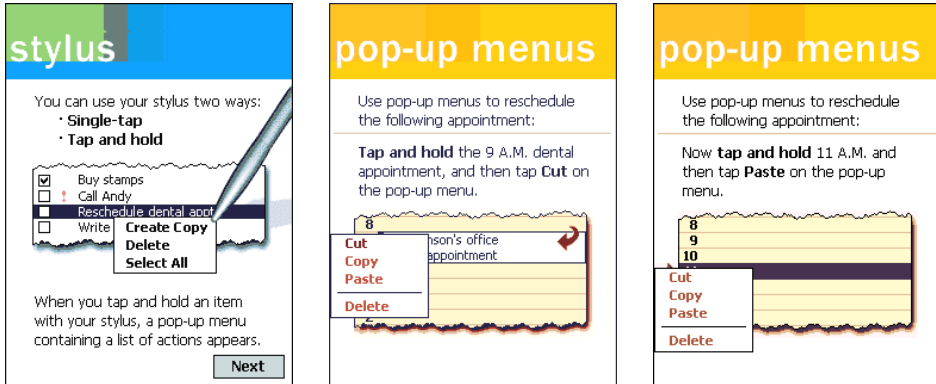 stylus
You can use your stylus two ways:
· Single-tap
· Tap and hold
Buy stamps
! Call Andy
Reschedule dental appt
Write
Create Copy
Delete
Select All
When you tap and hold an item
with your stylus, a pop-up menu
containing a list of actions appears.
Next
pop-up menus
Use pop-up menus to reschedule
the following appointment:
Tap and hold the 9 A.M. dental
appointment, and then tap Cut on
the pop-up menu.
8
nson's office
appointment
Cut
Copy
Paste
Delete
2
pop-up menus
Use pop-up menus to reschedule
the following appointment:
Now tap and hold 11 A.M. and
then tap Paste on the pop-up
menu.
8
9
10
Cut
Copy
Paste
Delete